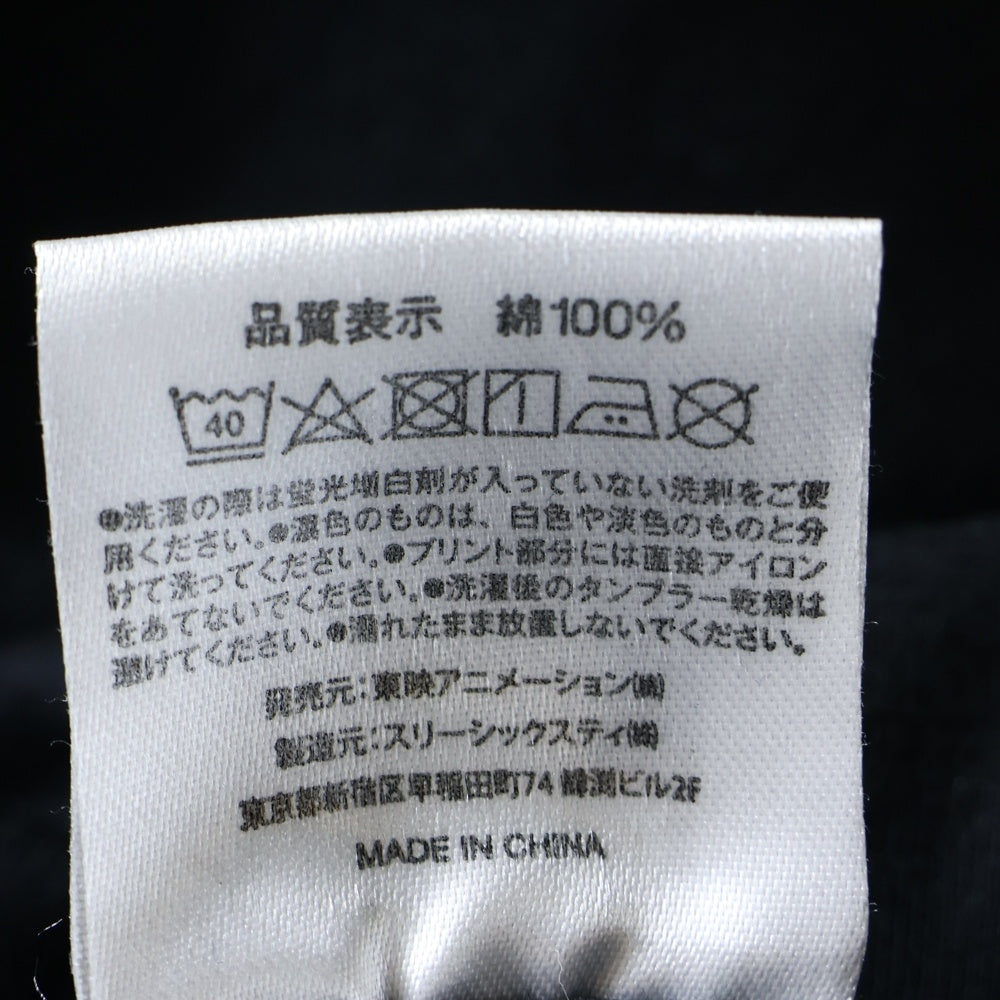 品質表示 綿100%
40
●洗濯の際は蛍光増白剤が入っていない洗剤をご使
用ください。●濃色のものは、白色や淡色のものと分
けて洗ってください。●プリント部分には直接アイロン
をあてないでください。●洗濯後のタンブラー乾燥は
避けてください。●濡れたまま放置しないでください。
発売元:東映アニメーション㈱
製造元:スリーシックスティ㈱
東京都新宿区早稲田町74 ビル2F
MADE IN CHINA